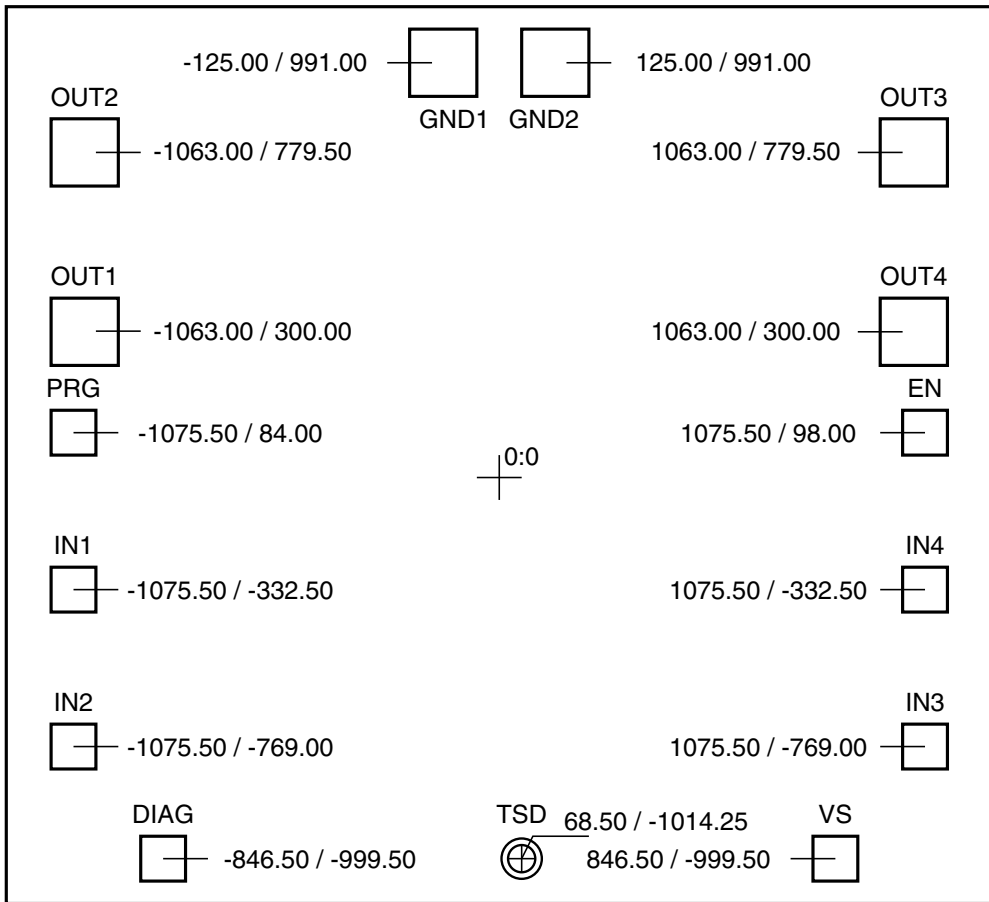 -125.00 / 991.00
125.00 / 991.00
OUT2
GND1
GND2
OUT3
-1063.00 / 779.50
1063.00 / 779.50
OUT1
OUT4
-1063.00 / 300.00
1063.00 / 300.00
PRG
EN
-1075.50 / 84.00
1075.50 / 98.00
0:0
IN1
IN4
-1075.50 / -332.50
1075.50 / -332.50
IN2
IN3
-1075.50 / -769.00
1075.50 / -769.00
DIAG
TSD
68.50 / -1014.25
VS
-846.50 / -999.50
846.50 / -999.50